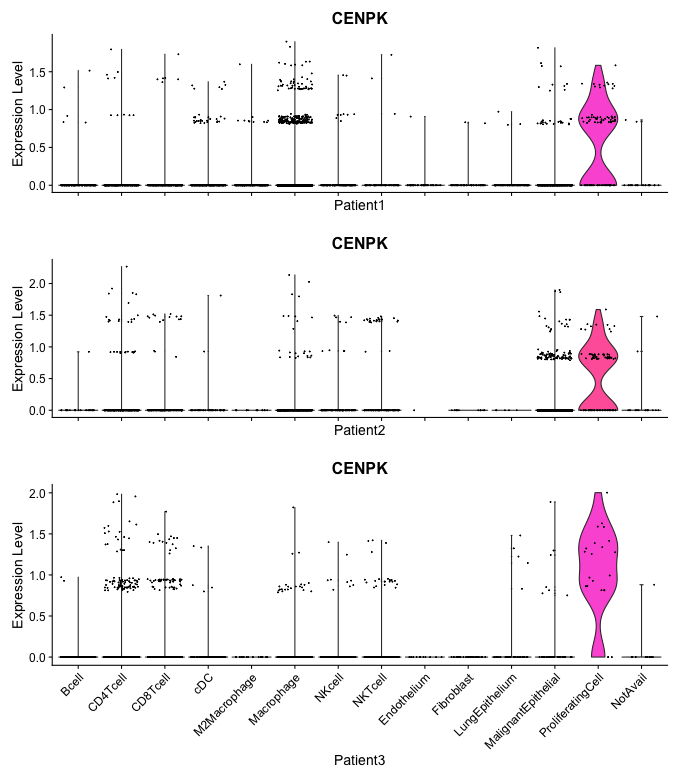 CENPK
Expression Level
1.5
1.0
0.5
0.0
Patient1
CENPK
Expression Level
2.0
1.5
1.0
0.5
0.0
Patient2
CENPK
Expression Level
2.0
1.5
1.0
0.5
0.0
Bcell
CD4Tcell
CD8Tcell
cDC
M2Macrophage
Macrophage
NKcell
NKTcell
Endothelium
Fibroblast
LungEpithelium
MalignantEpithelial
ProliferatingCell
NotAvail
Patient3